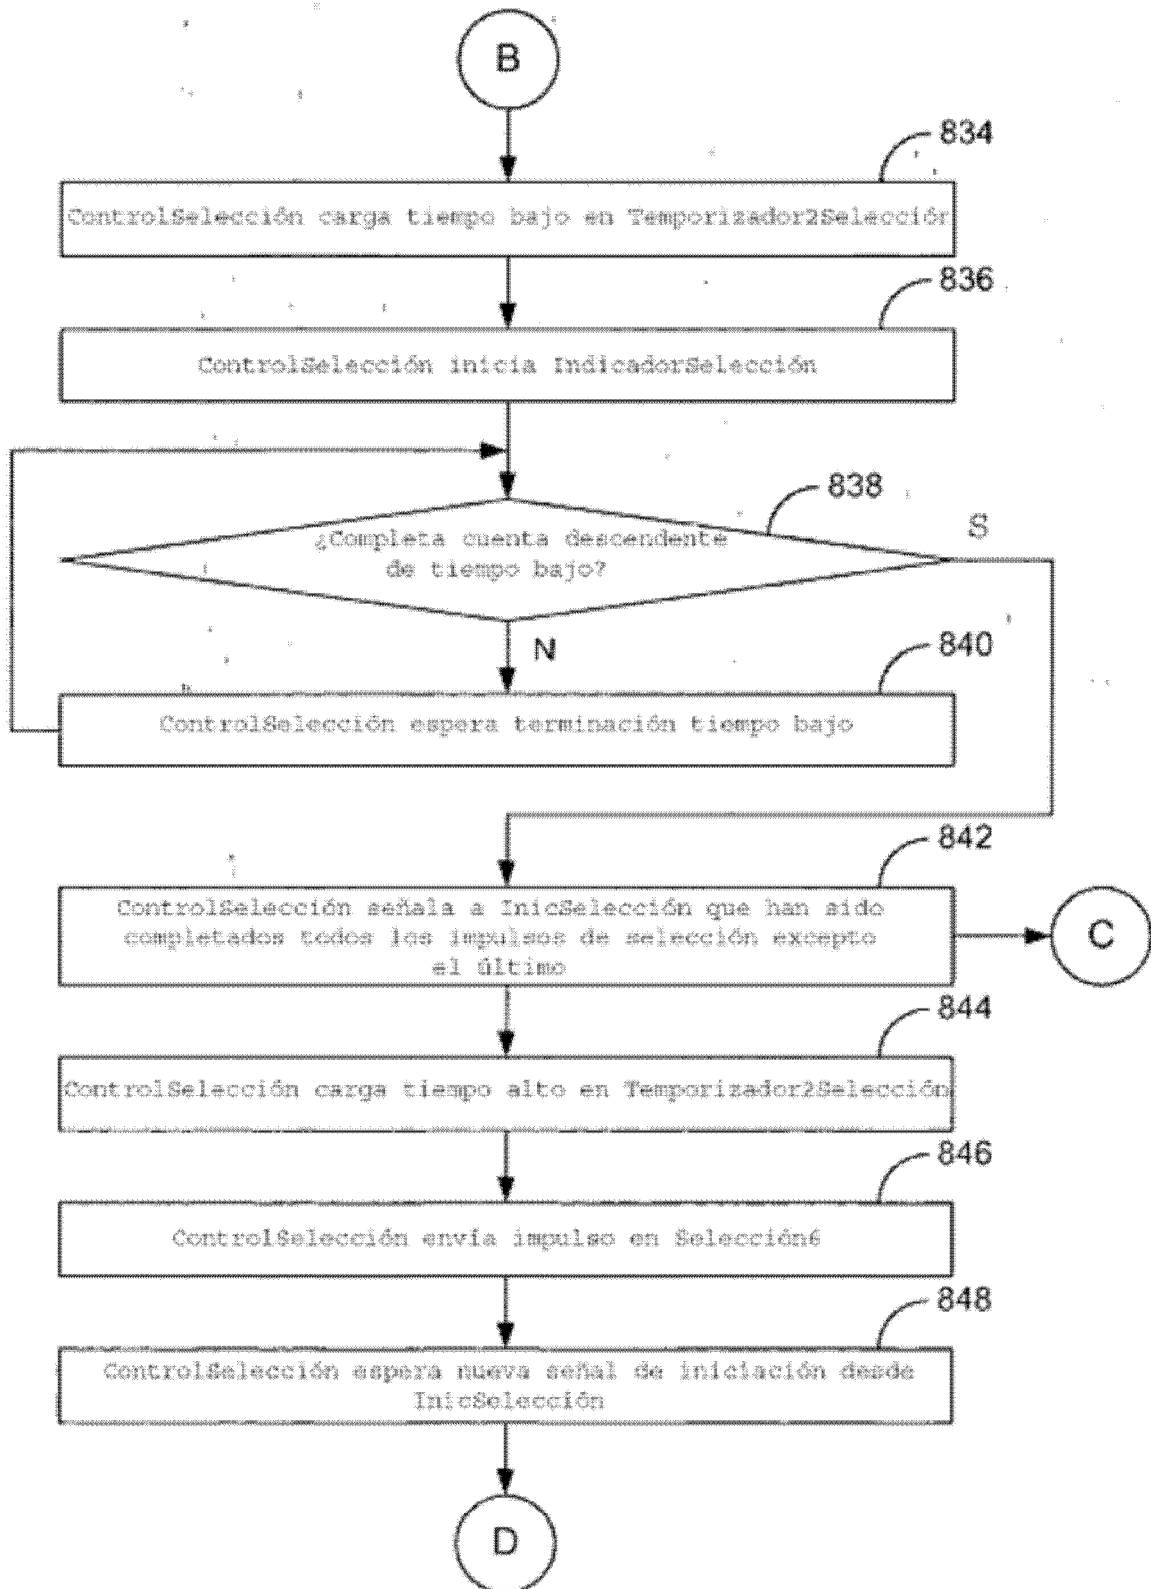 B
834
ControlSelección carga tiempo bajo en Temporizador2Selección
836
ControlSelección inicia IndicadorSelección
838
¿Completa cuenta descendente
de tiempo bajo?
S
N
840
ControlSelección espera terminación tiempo bajo
842
ControlSelección señala a InicSelección que han sido
completados todos los impulsos de selección excepto
el último
C
844
ControlSelección carga tiempo alto en Temporizador2Selección
846
ControlSelección envía impulso en Selección6
848
ControlSelección espera nueva señal de iniciación desde
InicSelección
D